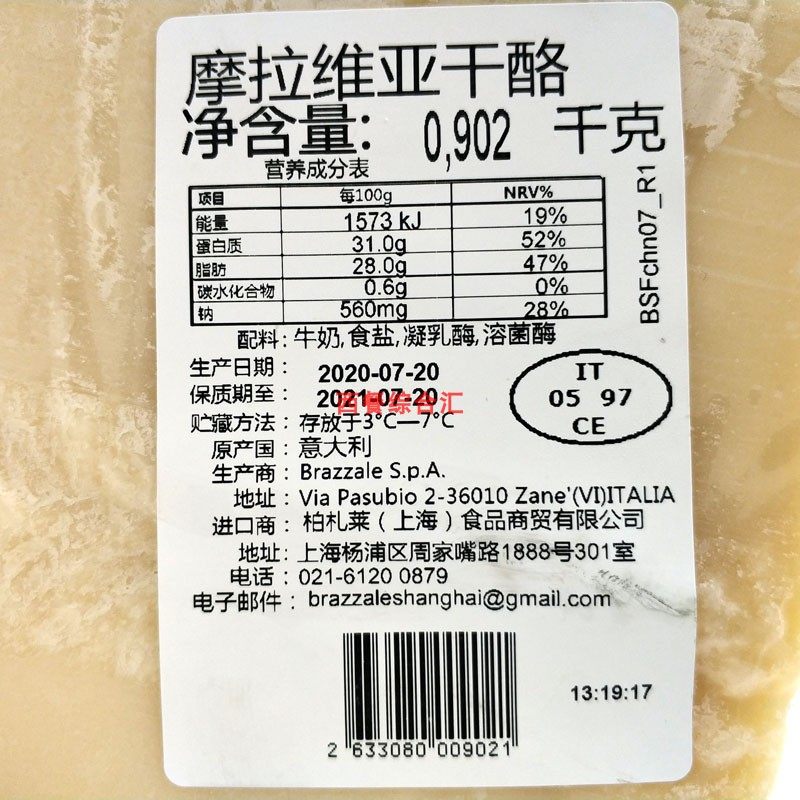 摩拉维亚干酪
净含量: 0,902 千克
营养成分表
项目 每100g NRV%
能量 1573 kJ 19%
蛋白质 31.0g 52%
脂肪 28.0g 47%
碳水化合物 0.6g 0%
钠 560mg 28%
BSFchn07_R1
配料: 牛奶, 食盐, 凝乳酶, 溶菌酶
生产日期: 2020-07-20
保质期至: 2021-07-20
西餐综合汇
贮藏方法: 存放于3°C—7°C
IT
05 97
CE
原产国: 意大利
生产商: Brazzale S.p.A.
地址: Via Pasubio 2-36010 Zane'(VI)ITALIA
进口商: 柏札莱(上海)食品商贸有限公司
地址: 上海杨浦区周家嘴路1888号301室
电话: 021-6120 0879
电子邮件: brazzaleshanghai@gmail.com
13:19:17
2 633080 009021